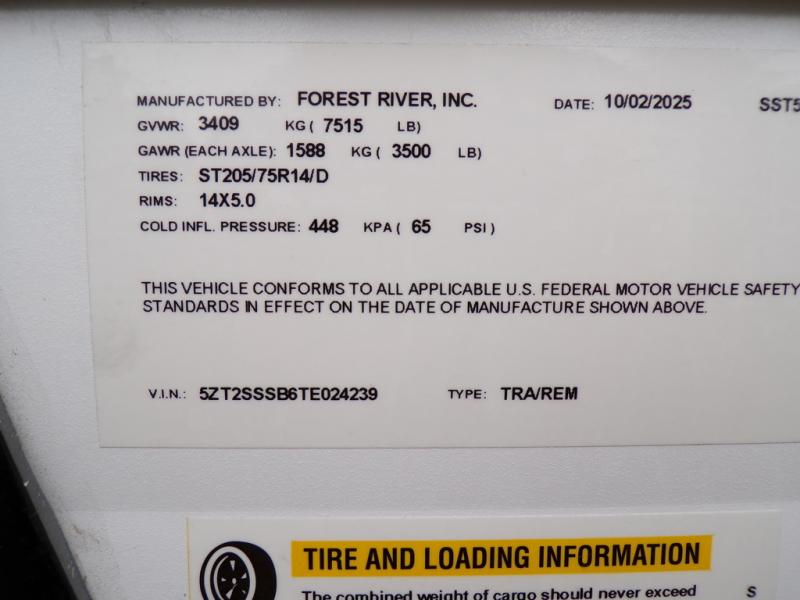 MANUFACTURED BY: FOREST RIVER, INC. DATE: 10/02/2025 SST5
GVWR: 3409 KG ( 7515 LB)
GAWR (EACH AXLE): 1588 KG ( 3500 LB)
TIRES: ST205/75R14/D
RIMS: 14X5.0
COLD INFL. PRESSURE: 448 KPA ( 65 PSI )
THIS VEHICLE CONFORMS TO ALL APPLICABLE U.S. FEDERAL MOTOR VEHICLE SAFETY
STANDARDS IN EFFECT ON THE DATE OF MANUFACTURE SHOWN ABOVE.
V.I.N.: 5ZT2SSSB6TE024239 TYPE: TRA/REM
TIRE AND LOADING INFORMATION
The combined weight of cargo should never exceed S